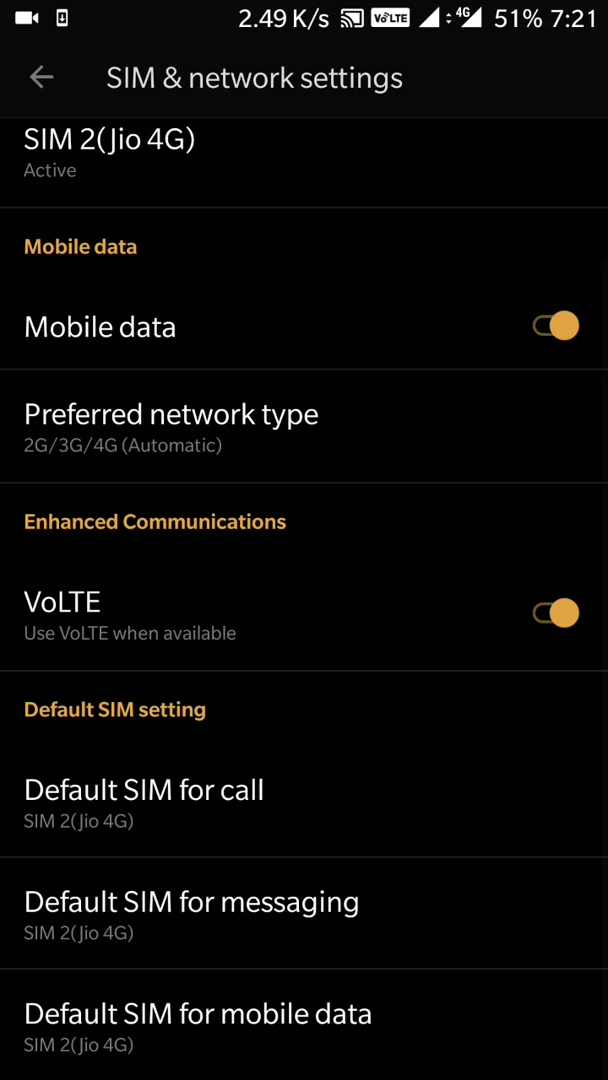 2.49 K/s VoLTE 4G 51% 7:21
SIM & network settings
SIM 2(Jio 4G)
Active
Mobile data
Mobile data
Preferred network type
2G/3G/4G (Automatic)
Enhanced Communications
VoLTE
Use VoLTE when available
Default SIM setting
Default SIM for call
SIM 2(Jio 4G)
Default SIM for messaging
SIM 2(Jio 4G)
Default SIM for mobile data
SIM 2(Jio 4G)